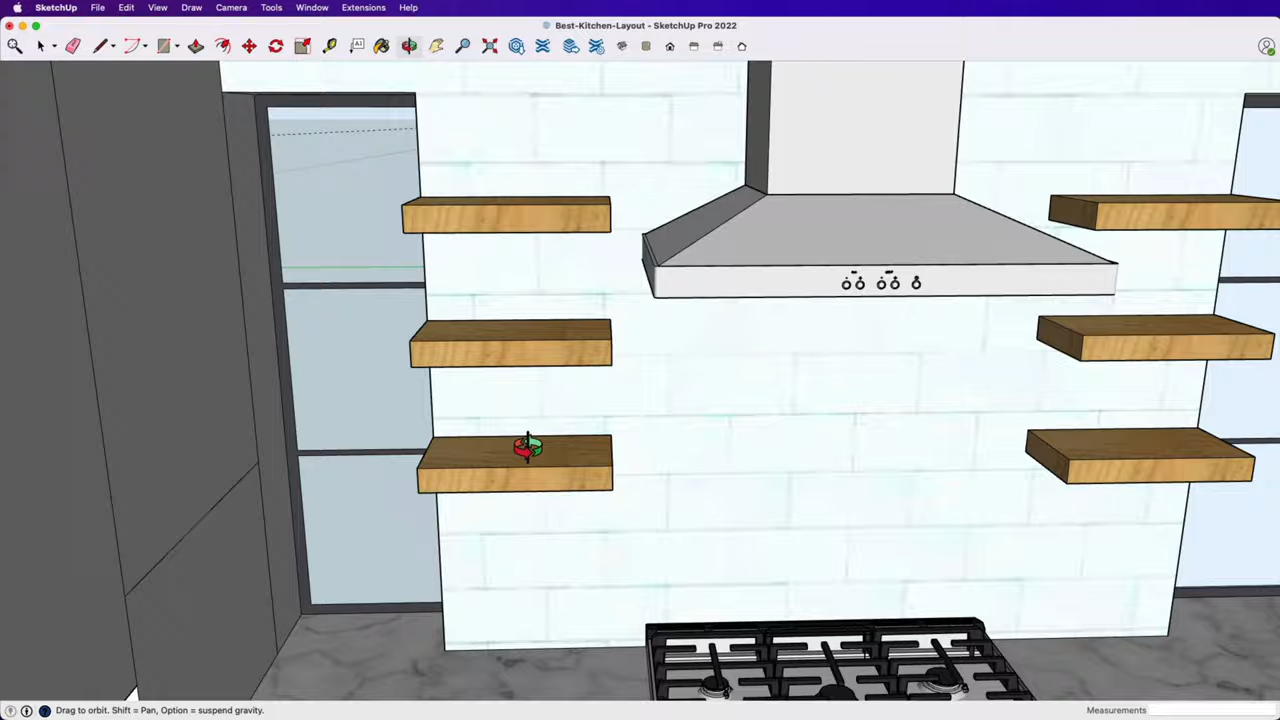 SketchUp File Edit View Draw Camera Tools Window Extensions Help
Best-Kitchen-Layout - SketchUp Pro 2022
A1
Drag to orbit. Shift = Pan, Option = suspend gravity.
Measurements